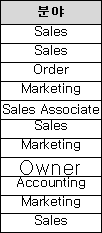 분야
Sales
Sales
Order
Marketing
Sales Associate
Sales
Marketing
Owner
Accounting
Marketing
Sales